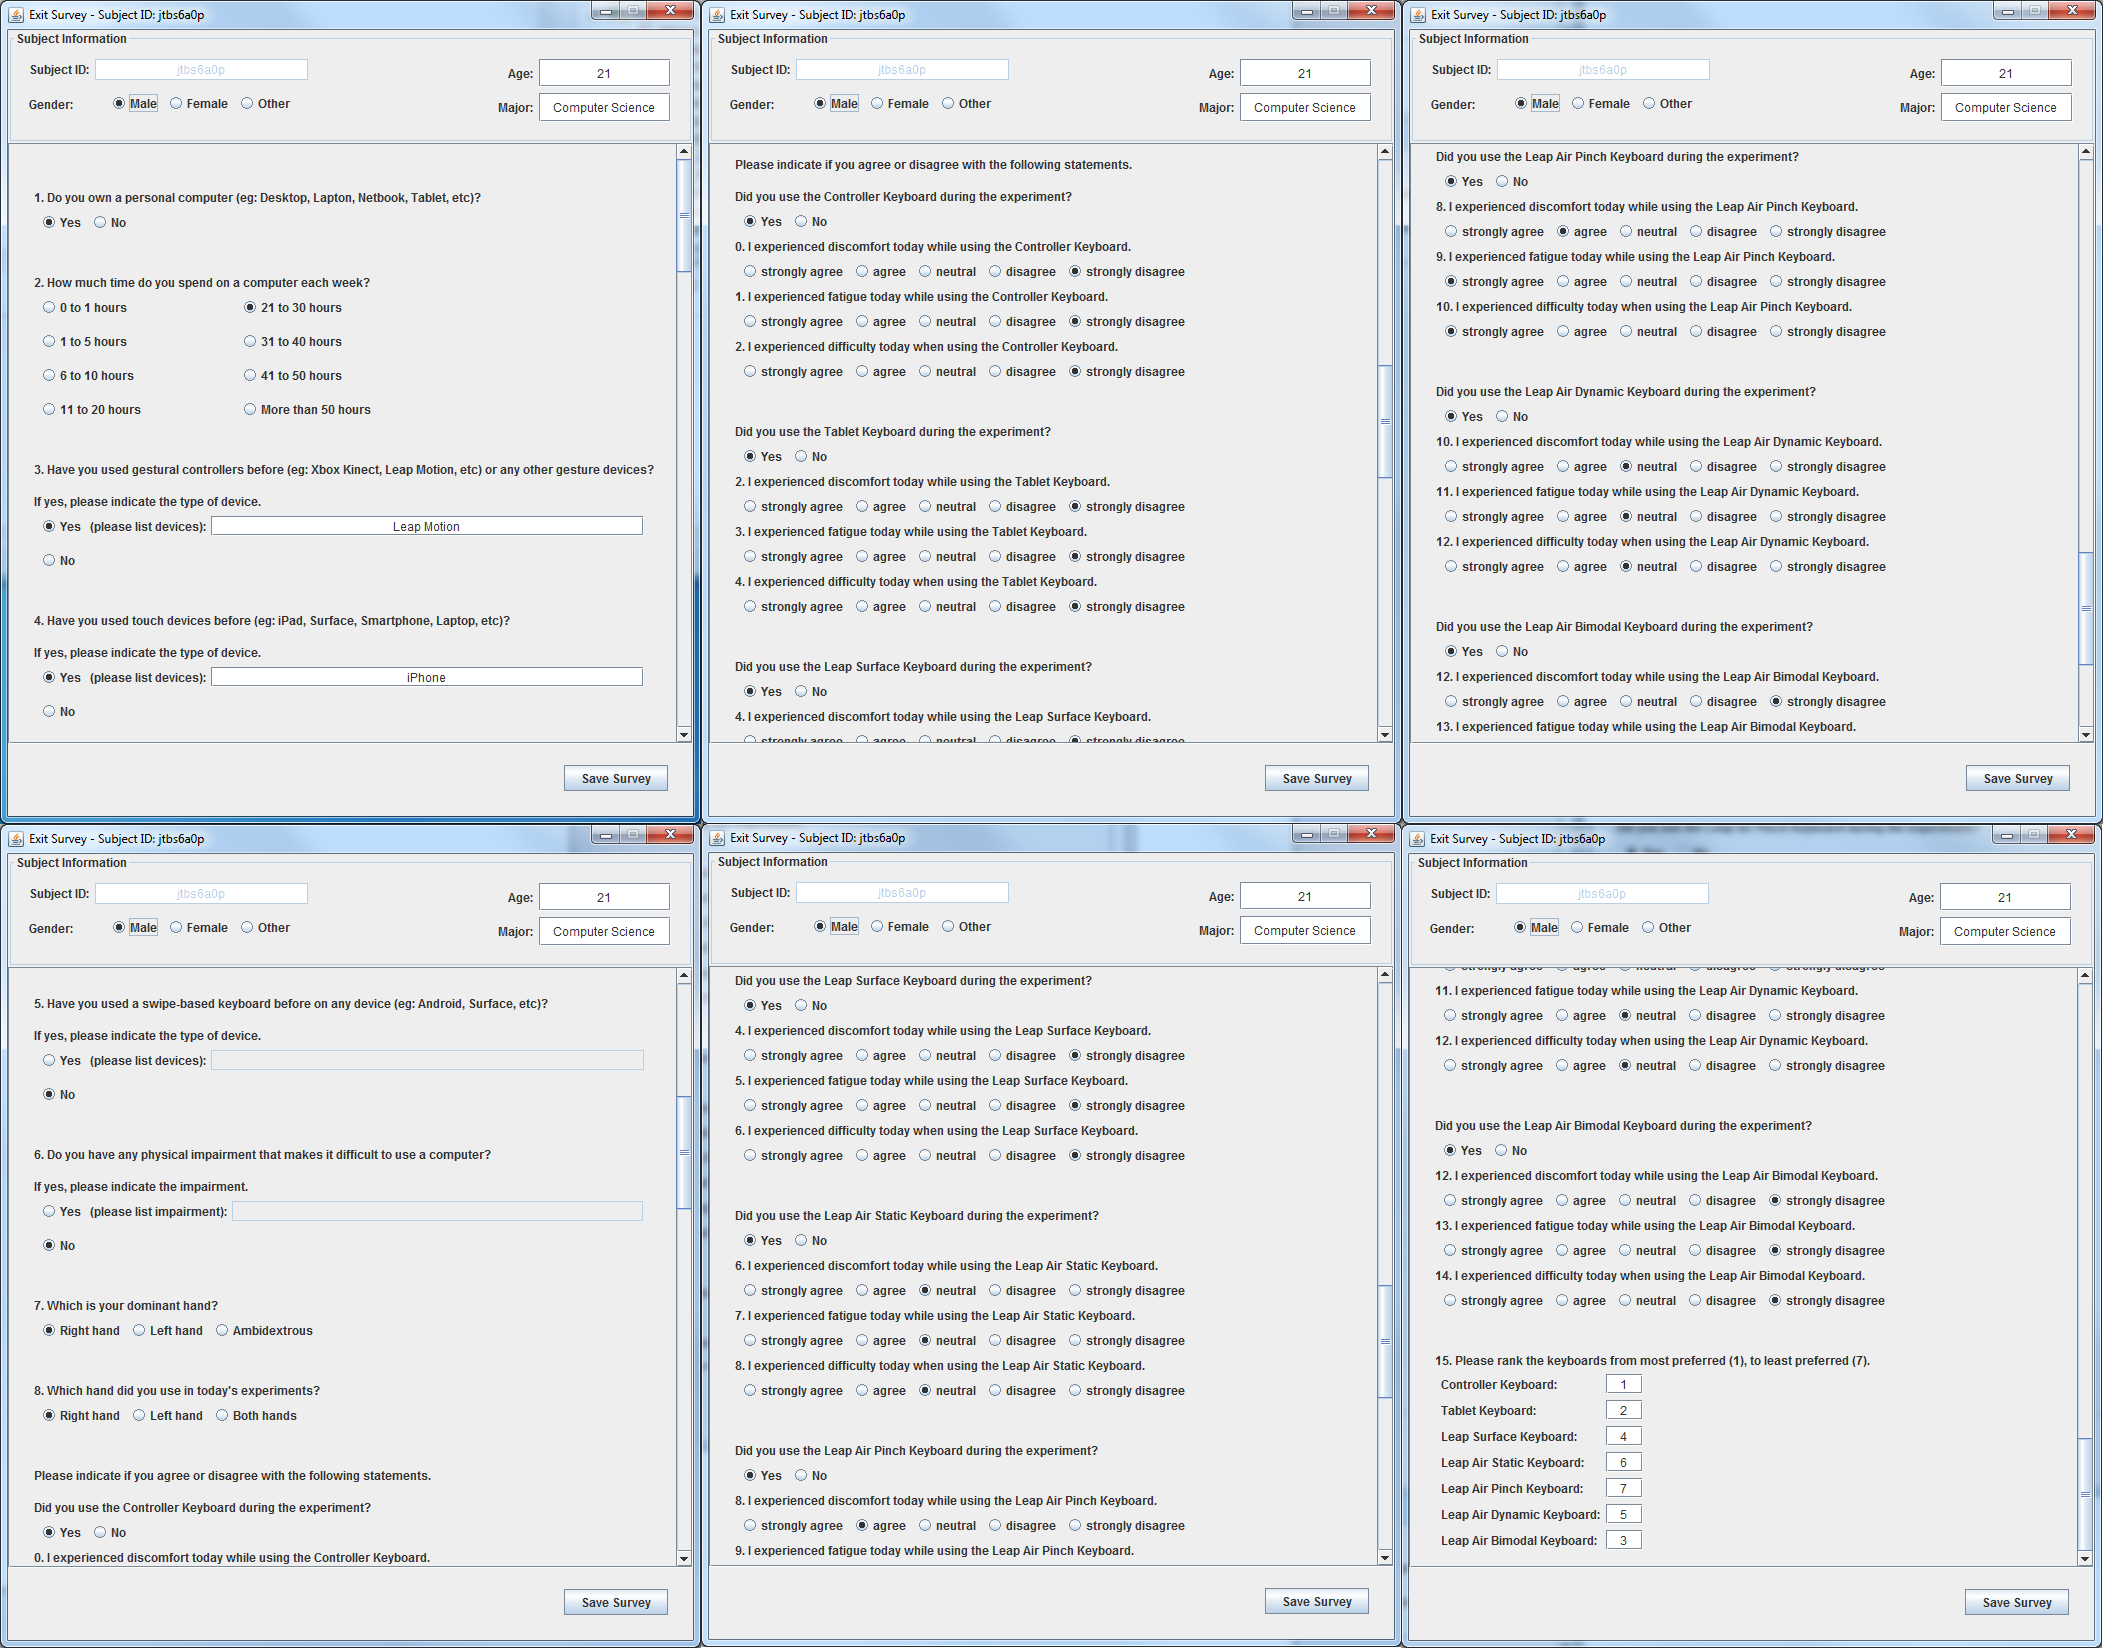 Exit Survey - Subject ID: jtbs6a0p
Subject Information
Subject ID: jtbs6a0p
Age: 21
Gender: Male Female Other
Major: Computer Science
1. Do you own a personal computer (eg: Desktop, Lapton, Netbook, Tablet, etc)?
Yes No
2. How much time do you spend on a computer each week?
0 to 1 hours 21 to 30 hours
1 to 5 hours 31 to 40 hours
6 to 10 hours 41 to 50 hours
11 to 20 hours More than 50 hours
3. Have you used gestural controllers before (eg: Xbox Kinect, Leap Motion, etc) or any other gesture devices?
If yes, please indicate the type of device.
Yes (please list devices): Leap Motion
No
4. Have you used touch devices before (eg: iPad, Surface, Smartphone, Laptop, etc)?
If yes, please indicate the type of device.
Yes (please list devices): iPhone
No
Save Survey
Exit Survey - Subject ID: jtbs6a0p
Subject Information
Subject ID: jtbs6a0p
Age: 21
Gender: Male Female Other
Major: Computer Science
Please indicate if you agree or disagree with the following statements.
Did you use the Controller Keyboard during the experiment?
Yes No
0. I experienced discomfort today while using the Controller Keyboard.
strongly agree agree neutral disagree strongly disagree
1. I experienced fatigue today while using the Controller Keyboard.
strongly agree agree neutral disagree strongly disagree
2. I experienced difficulty today when using the Controller Keyboard.
strongly agree agree neutral disagree strongly disagree
Did you use the Tablet Keyboard during the experiment?
Yes No
2. I experienced discomfort today while using the Tablet Keyboard.
strongly agree agree neutral disagree strongly disagree
3. I experienced fatigue today while using the Tablet Keyboard.
strongly agree agree neutral disagree strongly disagree
4. I experienced difficulty today when using the Tablet Keyboard.
strongly agree agree neutral disagree strongly disagree
Did you use the Leap Surface Keyboard during the experiment?
Yes No
4. I experienced discomfort today while using the Leap Surface Keyboard.
strongly agree agree neutral disagree strongly disagree
Save Survey
Exit Survey - Subject ID: jtbs6a0p
Subject Information
Subject ID: jtbs6a0p
Age: 21
Gender: Male Female Other
Major: Computer Science
Did you use the Leap Air Pinch Keyboard during the experiment?
Yes No
8. I experienced discomfort today while using the Leap Air Pinch Keyboard.
strongly agree agree neutral disagree strongly disagree
9. I experienced fatigue today while using the Leap Air Pinch Keyboard.
strongly agree agree neutral disagree strongly disagree
10. I experienced difficulty today when using the Leap Air Pinch Keyboard.
strongly agree agree neutral disagree strongly disagree
Did you use the Leap Air Dynamic Keyboard during the experiment?
Yes No
10. I experienced discomfort today while using the Leap Air Dynamic Keyboard.
strongly agree agree neutral disagree strongly disagree
11. I experienced fatigue today while using the Leap Air Dynamic Keyboard.
strongly agree agree neutral disagree strongly disagree
12. I experienced difficulty today when using the Leap Air Dynamic Keyboard.
strongly agree agree neutral disagree strongly disagree
Did you use the Leap Air Bimodal Keyboard during the experiment?
Yes No
12. I experienced discomfort today while using the Leap Air Bimodal Keyboard.
strongly agree agree neutral disagree strongly disagree
13. I experienced fatigue today while using the Leap Air Bimodal Keyboard.
Save Survey
Exit Survey - Subject ID: jtbs6a0p
Subject Information
Subject ID: jtbs6a0p
Age: 21
Gender: Male Female Other
Major: Computer Science
5. Have you used a swipe-based keyboard before on any device (eg: Android, Surface, etc)?
If yes, please indicate the type of device.
Yes (please list devices):
No
6. Do you have any physical impairment that makes it difficult to use a computer?
If yes, please indicate the impairment.
Yes (please list impairment):
No
7. Which is your dominant hand?
Right hand Left hand Ambidextrous
8. Which hand did you use in today's experiments?
Right hand Left hand Both hands
Please indicate if you agree or disagree with the following statements.
Did you use the Controller Keyboard during the experiment?
Yes No
0. I experienced discomfort today while using the Controller Keyboard.
Save Survey
Exit Survey - Subject ID: jtbs6a0p
Subject Information
Subject ID: jtbs6a0p
Age: 21
Gender: Male Female Other
Major: Computer Science
Did you use the Leap Surface Keyboard during the experiment?
Yes No
4. I experienced discomfort today while using the Leap Surface Keyboard.
strongly agree agree neutral disagree strongly disagree
5. I experienced fatigue today while using the Leap Surface Keyboard.
strongly agree agree neutral disagree strongly disagree
6. I experienced difficulty today when using the Leap Surface Keyboard.
strongly agree agree neutral disagree strongly disagree
Did you use the Leap Air Static Keyboard during the experiment?
Yes No
6. I experienced discomfort today while using the Leap Air Static Keyboard.
strongly agree agree neutral disagree strongly disagree
7. I experienced fatigue today while using the Leap Air Static Keyboard.
strongly agree agree neutral disagree strongly disagree
8. I experienced difficulty today when using the Leap Air Static Keyboard.
strongly agree agree neutral disagree strongly disagree
Did you use the Leap Air Pinch Keyboard during the experiment?
Yes No
8. I experienced discomfort today while using the Leap Air Pinch Keyboard.
strongly agree agree neutral disagree strongly disagree
9. I experienced fatigue today while using the Leap Air Pinch Keyboard.
Save Survey
Exit Survey - Subject ID: jtbs6a0p
Subject Information
Subject ID: jtbs6a0p
Age: 21
Gender: Male Female Other
Major: Computer Science
strongly agree agree neutral disagree strongly disagree
11. I experienced fatigue today while using the Leap Air Dynamic Keyboard.
strongly agree agree neutral disagree strongly disagree
12. I experienced difficulty today when using the Leap Air Dynamic Keyboard.
strongly agree agree neutral disagree strongly disagree
Did you use the Leap Air Bimodal Keyboard during the experiment?
Yes No
12. I experienced discomfort today while using the Leap Air Bimodal Keyboard.
strongly agree agree neutral disagree strongly disagree
13. I experienced fatigue today while using the Leap Air Bimodal Keyboard.
strongly agree agree neutral disagree strongly disagree
14. I experienced difficulty today when using the Leap Air Bimodal Keyboard.
strongly agree agree neutral disagree strongly disagree
15. Please rank the keyboards from most preferred (1), to least preferred (7).
Controller Keyboard: 1
Tablet Keyboard: 2
Leap Surface Keyboard: 4
Leap Air Static Keyboard: 6
Leap Air Pinch Keyboard: 7
Leap Air Dynamic Keyboard: 5
Leap Air Bimodal Keyboard: 3
Save Survey